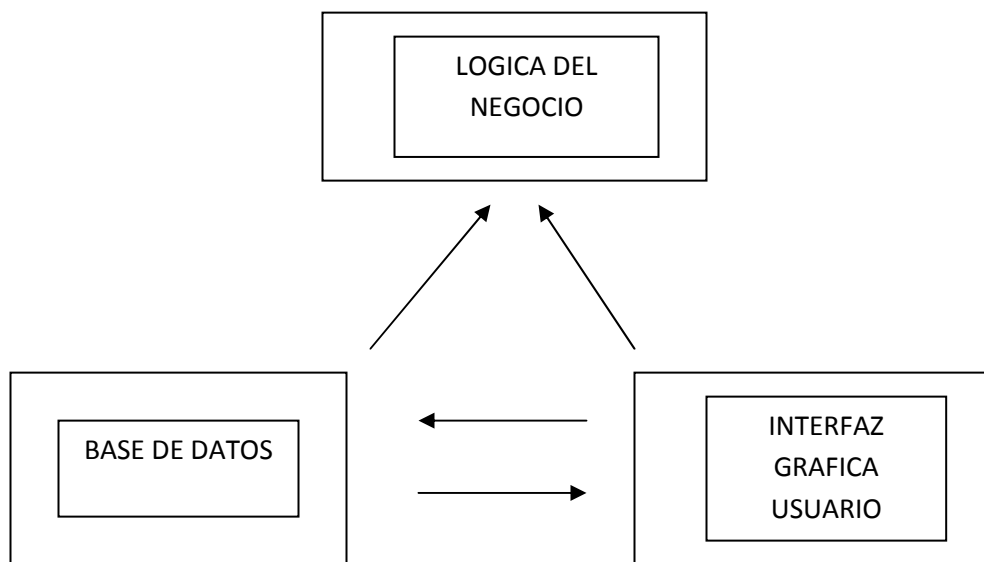 LOGICA DEL
NEGOCIO
BASE DE DATOS
INTERFAZ
GRAFICA
USUARIO